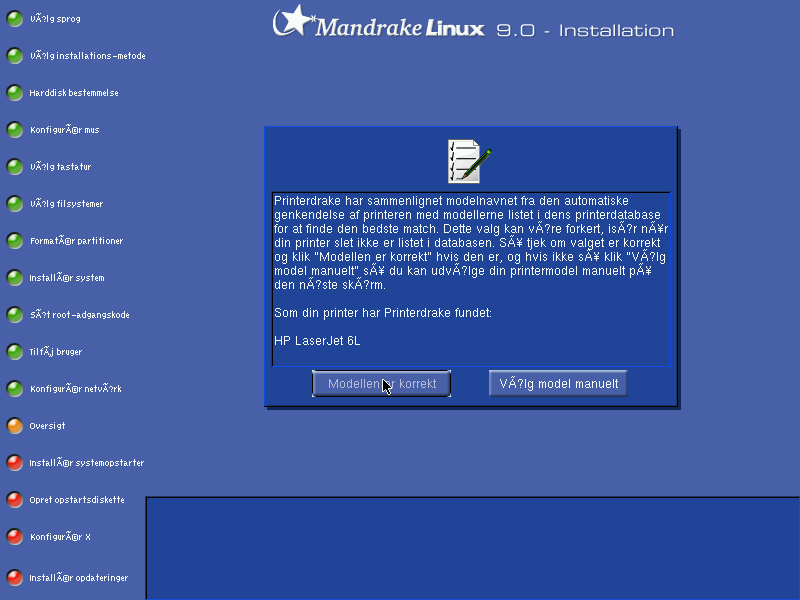 MandrakeLinux 9.0 - Installation
VÃ?lg sprog
VÃ?lg installations-metode
Harddisk bestemmelse
KonfigurÃ©r mus
VÃ?lg tastatur
VÃ?lg filsystemer
FormatÃ©r partitioner
InstallÃ©r system
SÃ?t root-adgangskode
TilfÃ¸j bruger
KonfigurÃ©r netvÃ?rk
Oversigt
InstallÃ©r systemopstarter
Opret opstartsdiskette
KonfigurÃ©r X
InstallÃ©r opdateringer
Printerdrake har sammenlignet modelnavnet fra den automatiske
genkendelse af printeren med modellerne listet i dens printerdatabase
for at finde den bedste match. Dette valg kan vÃ?re forkert, isÃ?r nÃ¥r
din printer slet ikke er listet i databasen. SÃ¥ tjek om valget er korrekt
og klik "Modellen er korrekt" hvis den er, og hvis ikke sÃ¥ klik "VÃ?lg
model manuelt" sÃ¥ du kan udvÃ?lge din printermodel manuelt pÃ¥
den nÃ?ste skÃ?rm.
Som din printer har Printerdrake fundet:
HP LaserJet 6L
Modellen er korrekt
VÃ?lg model manuelt